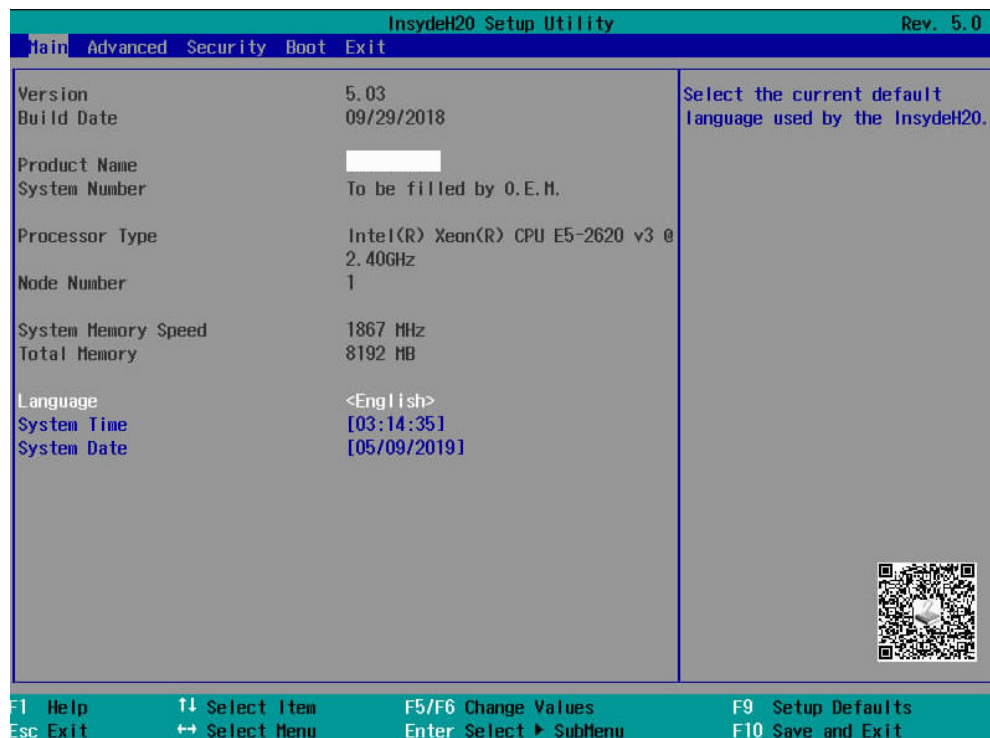 InsydeH20 Setup Utility Rev. 5.0
Main Advanced Security Boot Exit
Version 5.03
Build Date 09/29/2018
Product Name
System Number To be filled by O.E.M.
Processor Type Intel(R) Xeon(R) CPU E5-2620 v3 @
2.40GHz
Node Number 1
System Memory Speed 1867 MHz
Total Memory 8192 MB
Language <English>
System Time [03:14:35]
System Date [05/09/2019]
Select the current default
language used by the InsydeH20.
F1 Help ↑↓ Select Item F5/F6 Change Values F9 Setup Defaults
Esc Exit ↔ Select Menu Enter Select ▶ SubMenu F10 Save and Exit